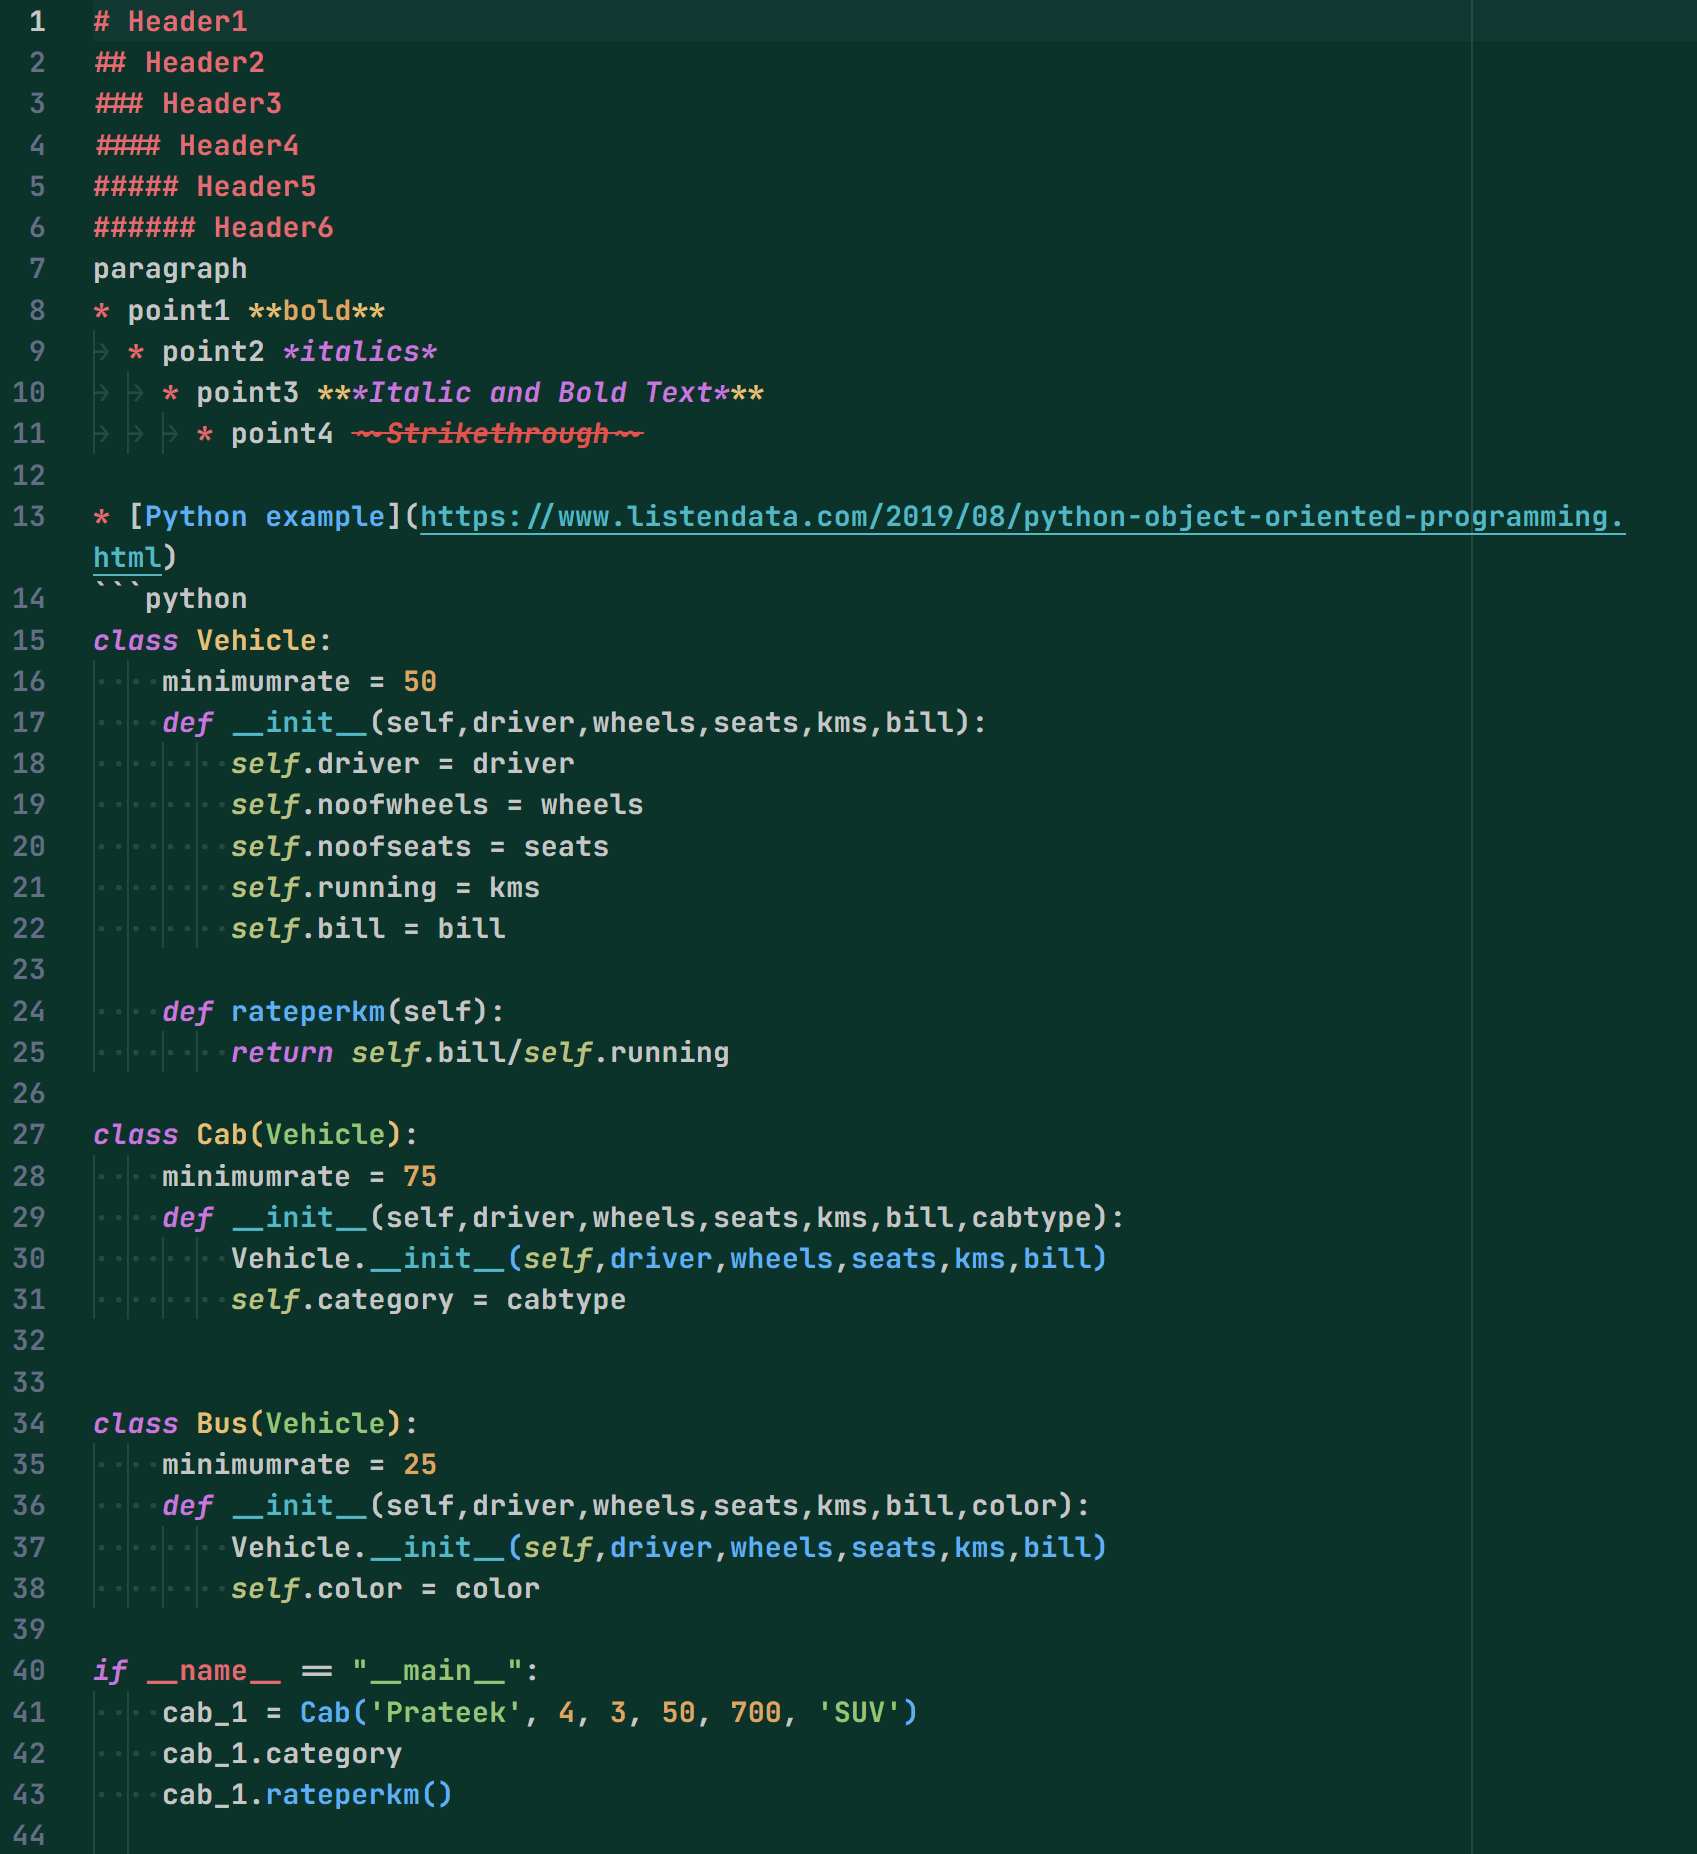 1 # Header1
2 ## Header2
3 ### Header3
4 #### Header4
5 ##### Header5
6 ###### Header6
7 paragraph
8 * point1 **bold**
9 → * point2 *italics*
10 → → * point3 ***Italic and Bold Text***
11 → → → * point4 ~~Strikethrough~~
12
13 * [Python example](https://www.listendata.com/2019/08/python-object-oriented-programming.
html)
14 ```python
15 class Vehicle:
16 ····minimumrate = 50
17 ····def __init__(self,driver,wheels,seats,kms,bill):
18 ········self.driver = driver
19 ········self.noofwheels = wheels
20 ········self.noofseats = seats
21 ········self.running = kms
22 ········self.bill = bill
23
24 ····def rateperkm(self):
25 ········return self.bill/self.running
26
27 class Cab(Vehicle):
28 ····minimumrate = 75
29 ····def __init__(self,driver,wheels,seats,kms,bill,cabtype):
30 ········Vehicle.__init__(self,driver,wheels,seats,kms,bill)
31 ········self.category = cabtype
32
33
34 class Bus(Vehicle):
35 ····minimumrate = 25
36 ····def __init__(self,driver,wheels,seats,kms,bill,color):
37 ········Vehicle.__init__(self,driver,wheels,seats,kms,bill)
38 ········self.color = color
39
40 if __name__ == "__main__":
41 ····cab_1 = Cab('Prateek', 4, 3, 50, 700, 'SUV')
42 ····cab_1.category
43 ····cab_1.rateperkm()
44